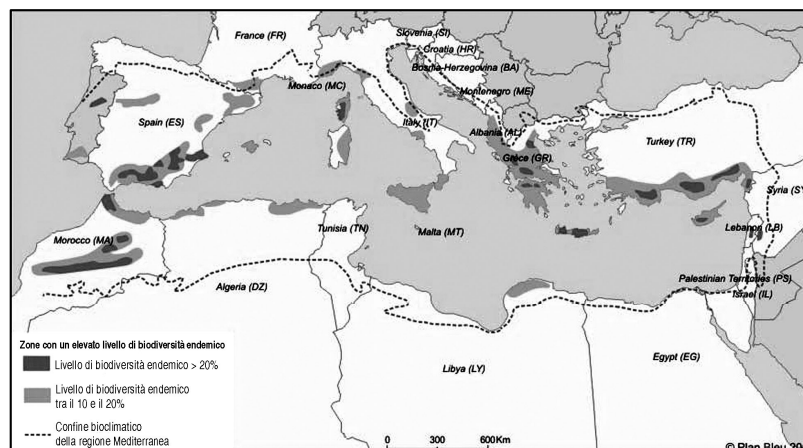 France (FR)
Slovenia (SI)
Croatia (HR)
Bosnia-Herzegovina (BA)
Monaco (MC)
Montenegro (ME)
Spain (ES)
Italy (IT)
Albania (AL)
Turkey (TR)
Grèce (GR)
Syria (SY
Morocco (MA)
Tunisia (TN)
Malta (MT)
Lebanon (LB)
Algeria (DZ)
Palestinian Territories (PS)
Israel (IL)
Libya (LY)
Egypt (EG)
Zone con un elevato livello di biodiversità endemico
Livello di biodiversità endemico > 20%
Livello di biodiversità endemico
tra il 10 e il 20%
Confine bioclimatico
della regione Mediterranea
0 300 600Km
© Plan Bleu 20